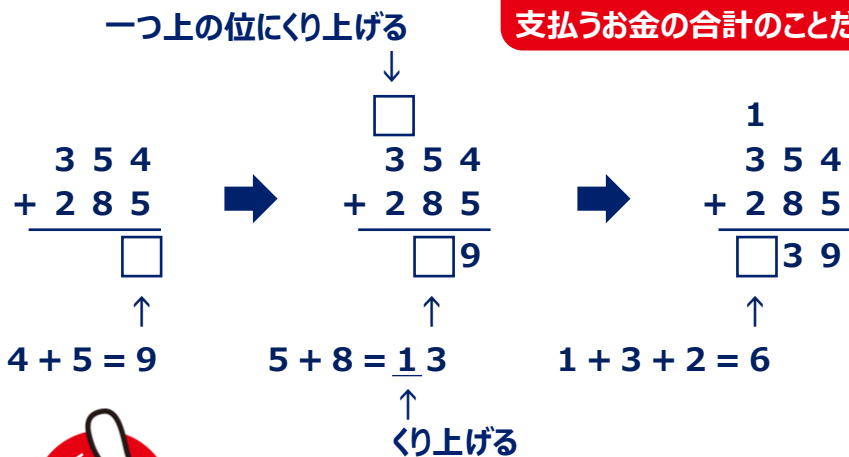 一つ上の位にくり上げる
支払うお金の合計のことだ
1
3 5 4
+ 2 8 5
3 5 4
+ 2 8 5
9
3 5 4
+ 2 8 5
3 9
4 + 5 = 9
5 + 8 = 1 3
1 + 3 + 2 = 6
くり上げる